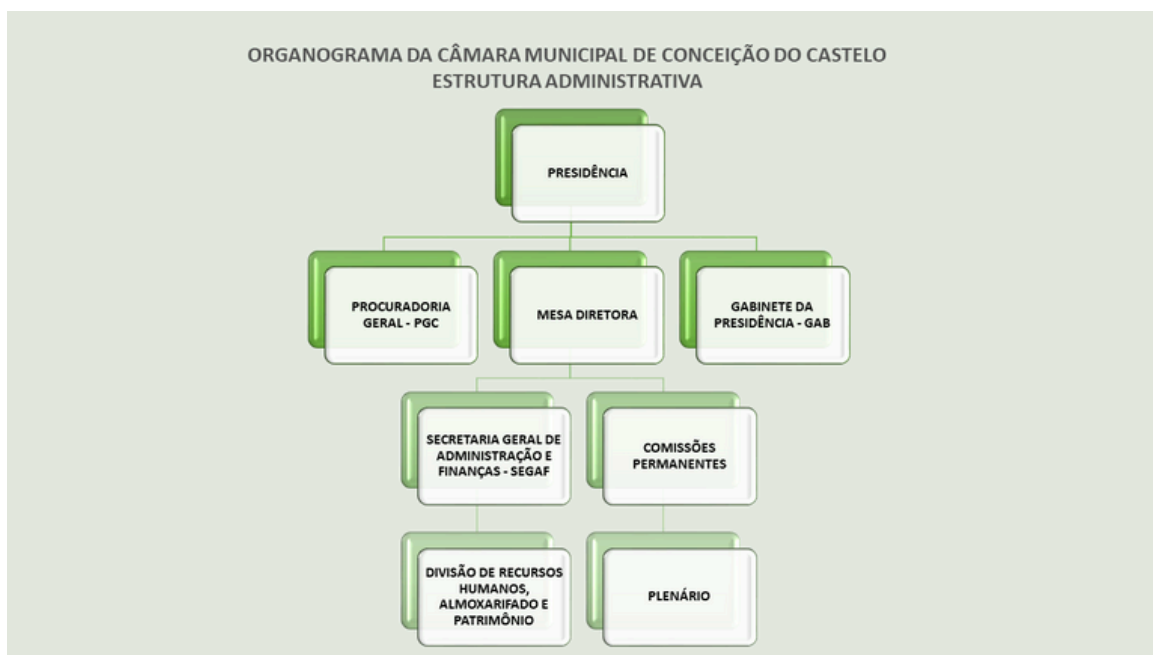 ORGANOGRAMA DA CÂMARA MUNICIPAL DE CONCEIÇÃO DO CASTELO
ESTRUTURA ADMINISTRATIVA
PRESIDÊNCIA
PROCURADORIA
GERAL - PGC
MESA DIRETORA
GABINETE DA
PRESIDÊNCIA - GAB
SECRETARIA GERAL DE
ADMINISTRAÇÃO E
FINANÇAS - SEGAF
COMISSÕES
PERMANENTES
DIVISÃO DE RECURSOS
HUMANOS,
ALMOXARIFADO E
PATRIMÔNIO
PLENÁRIO